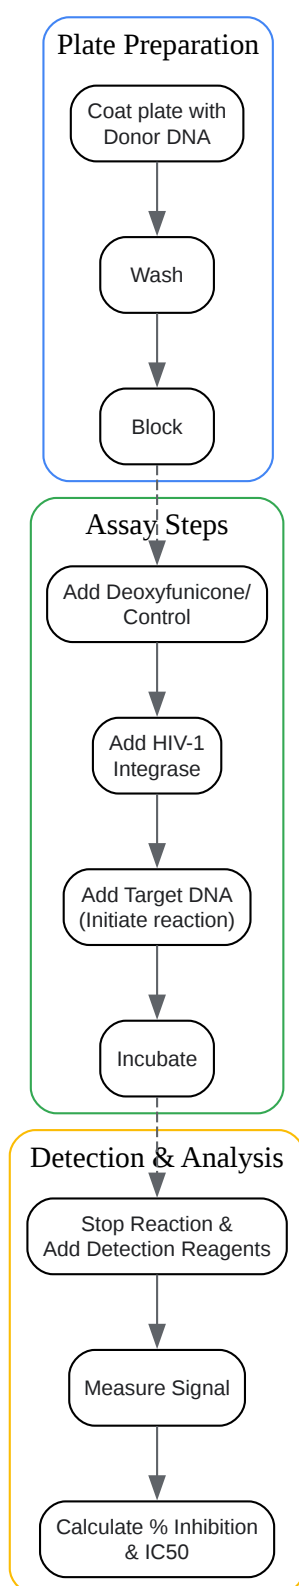 Plate Preparation
Coat plate with
Donor DNA
Wash
Block
Assay Steps
Add Deoxyfunicone/
Control
Add HIV-1
Integrase
Add Target DNA
(Initiate reaction)
Incubate
Detection & Analysis
Stop Reaction &
Add Detection Reagents
Measure Signal
Calculate % Inhibition
& IC50